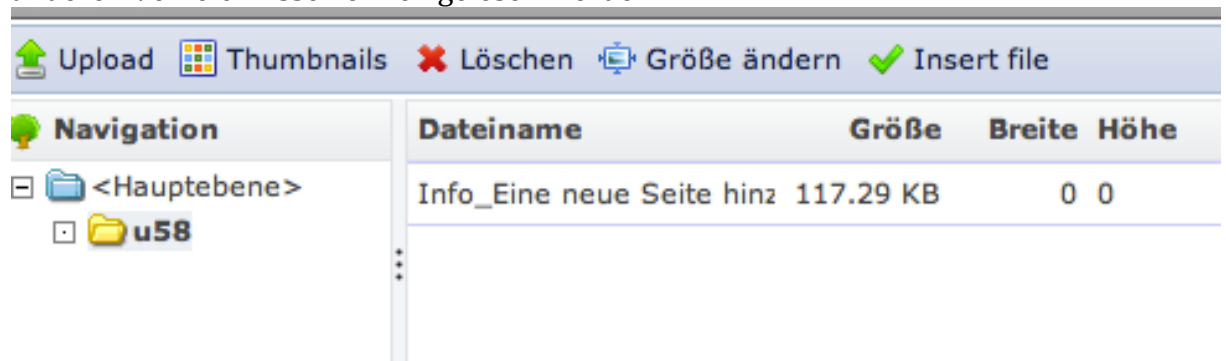 Upload Thumbnails Löschen Größe ändern Insert file
Navigation Dateiname Größe Breite Höhe
<Hauptebene> Info_Eine neue Seite hinz 117.29 KB 0 0
u58